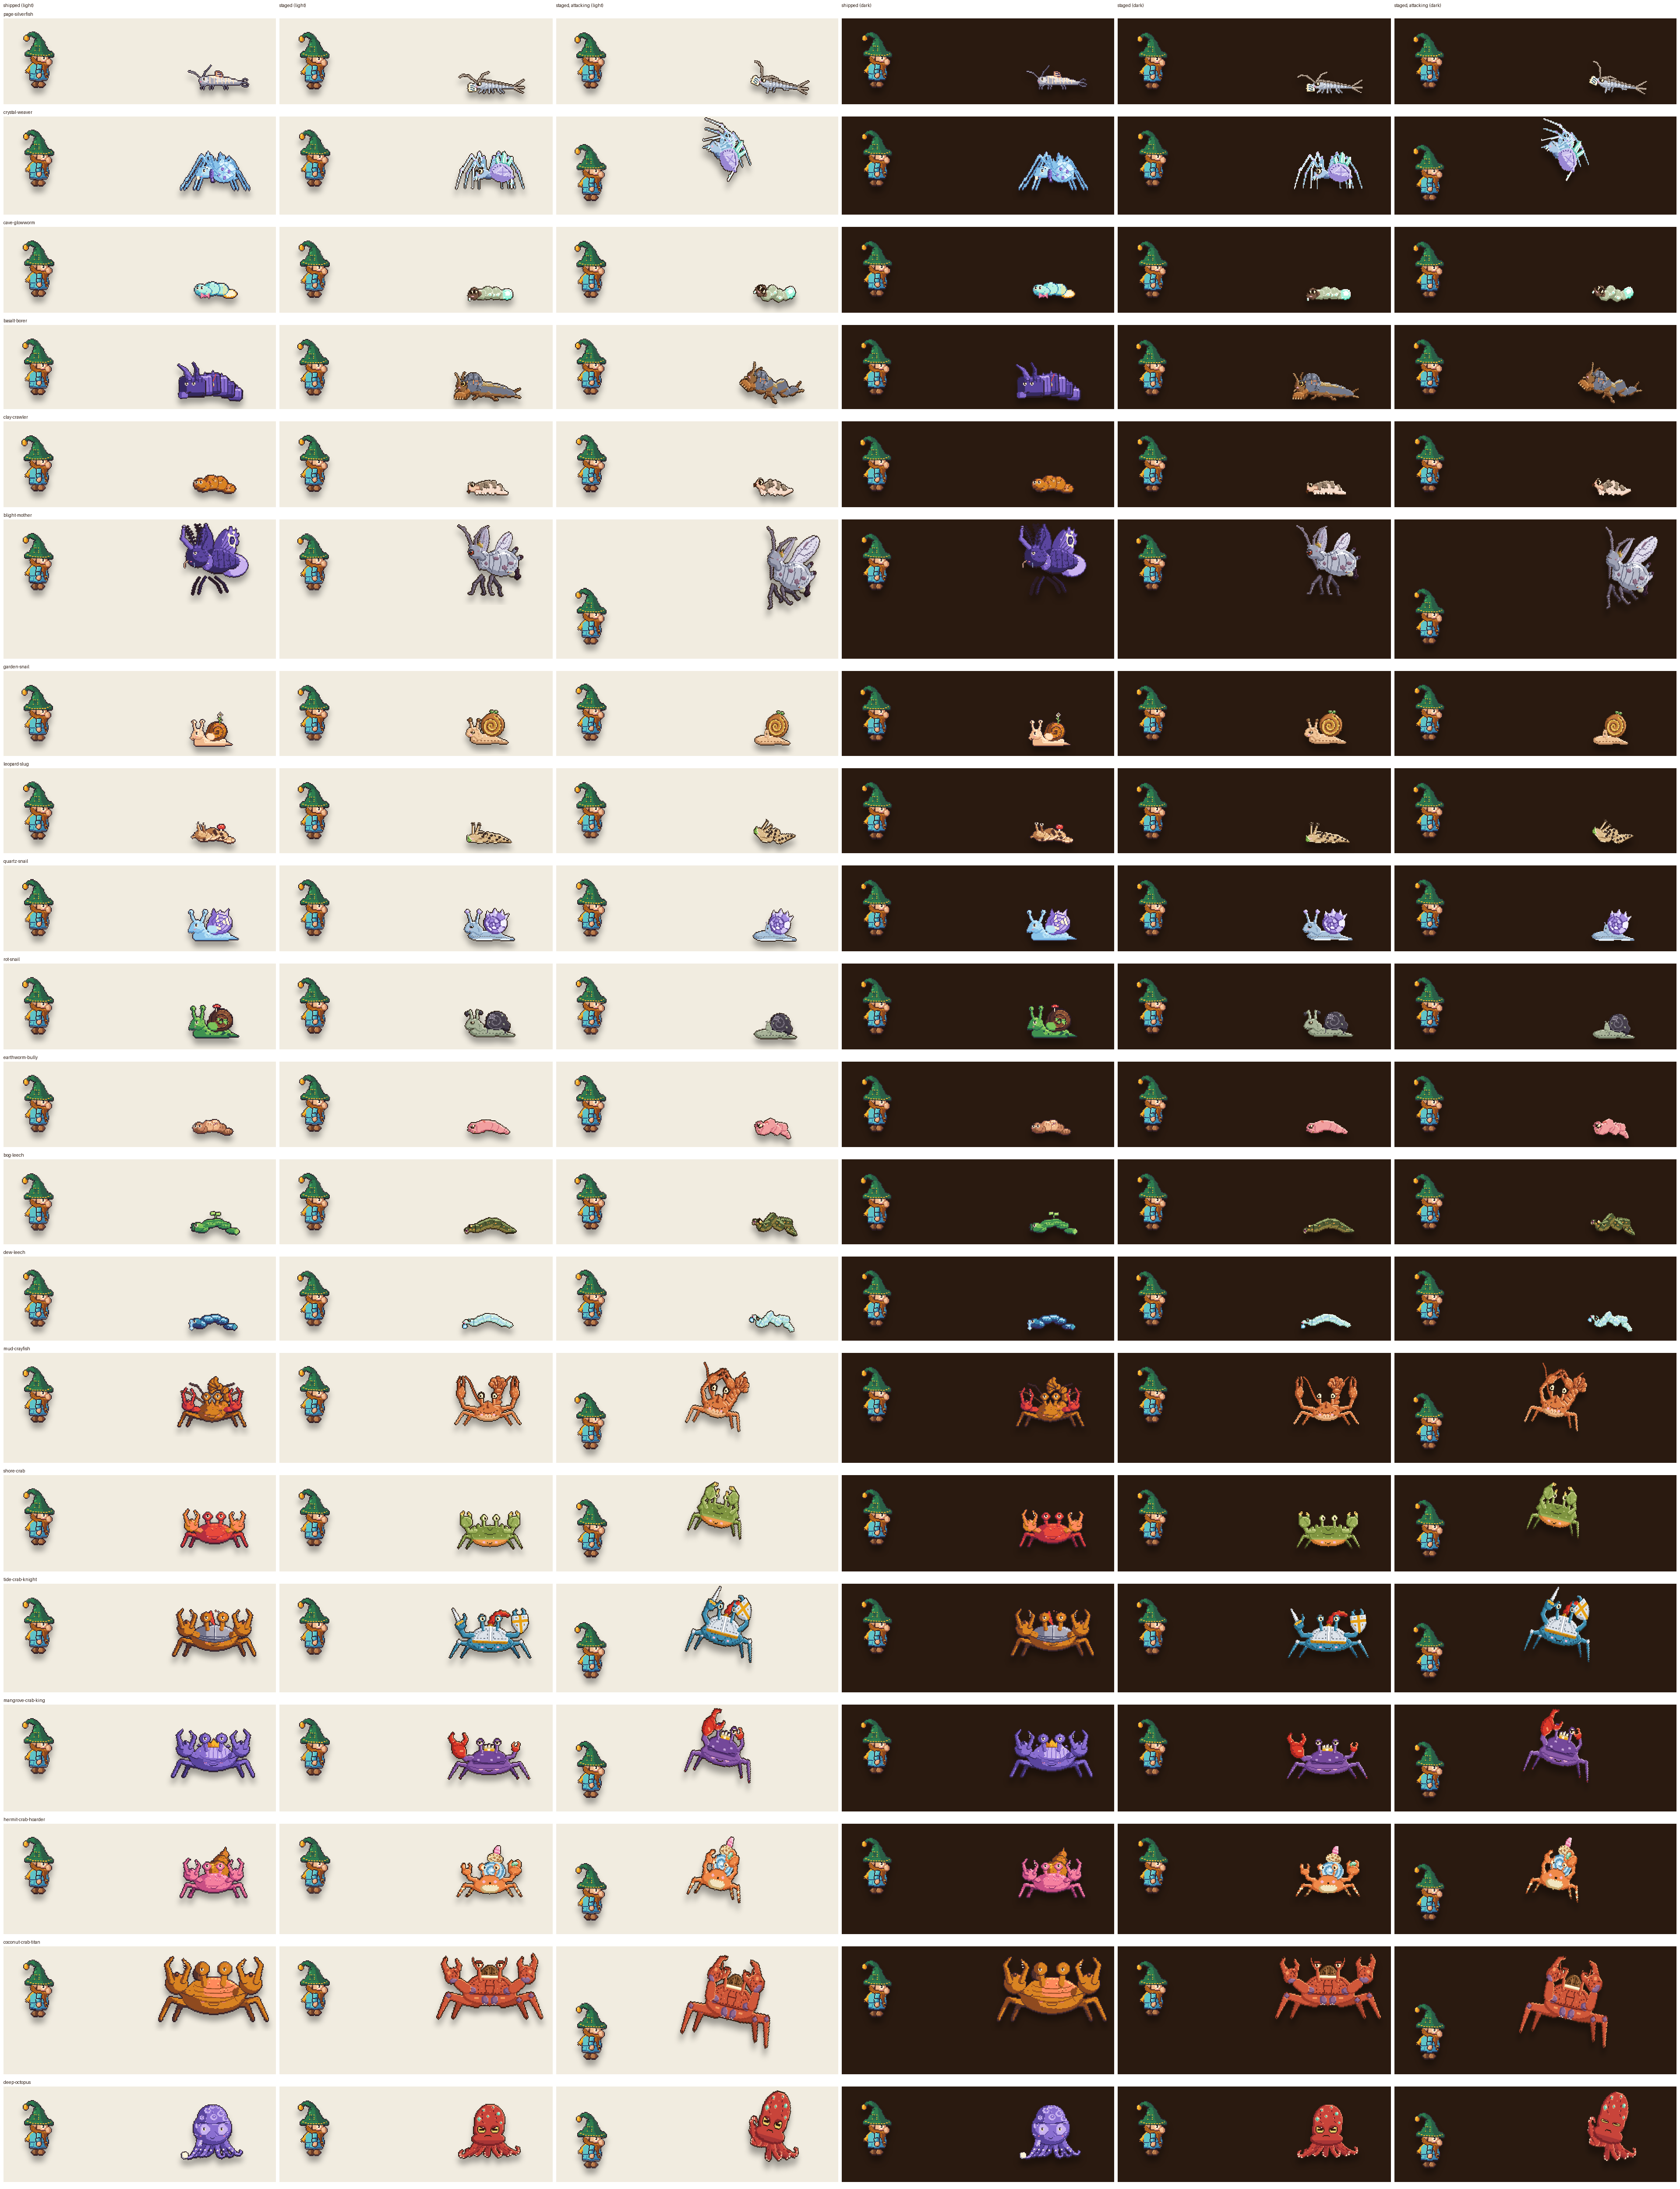 shipped (light) staged (light) staged, attacking (light) shipped (dark) staged (dark) staged, attacking (dark)
page-silverfish
crystal-weaver
cave-glowworm
basalt-borer
clay-crawler
blight-mother
garden-snail
leopard-slug
quartz-snail
rot-snail
earthworm-bully
bog-leech
dew-leech
mud-crayfish
shore-crab
tide-crab-knight
mangrove-crab-king
hermit-crab-hoarder
coconut-crab-titan
deep-octopus